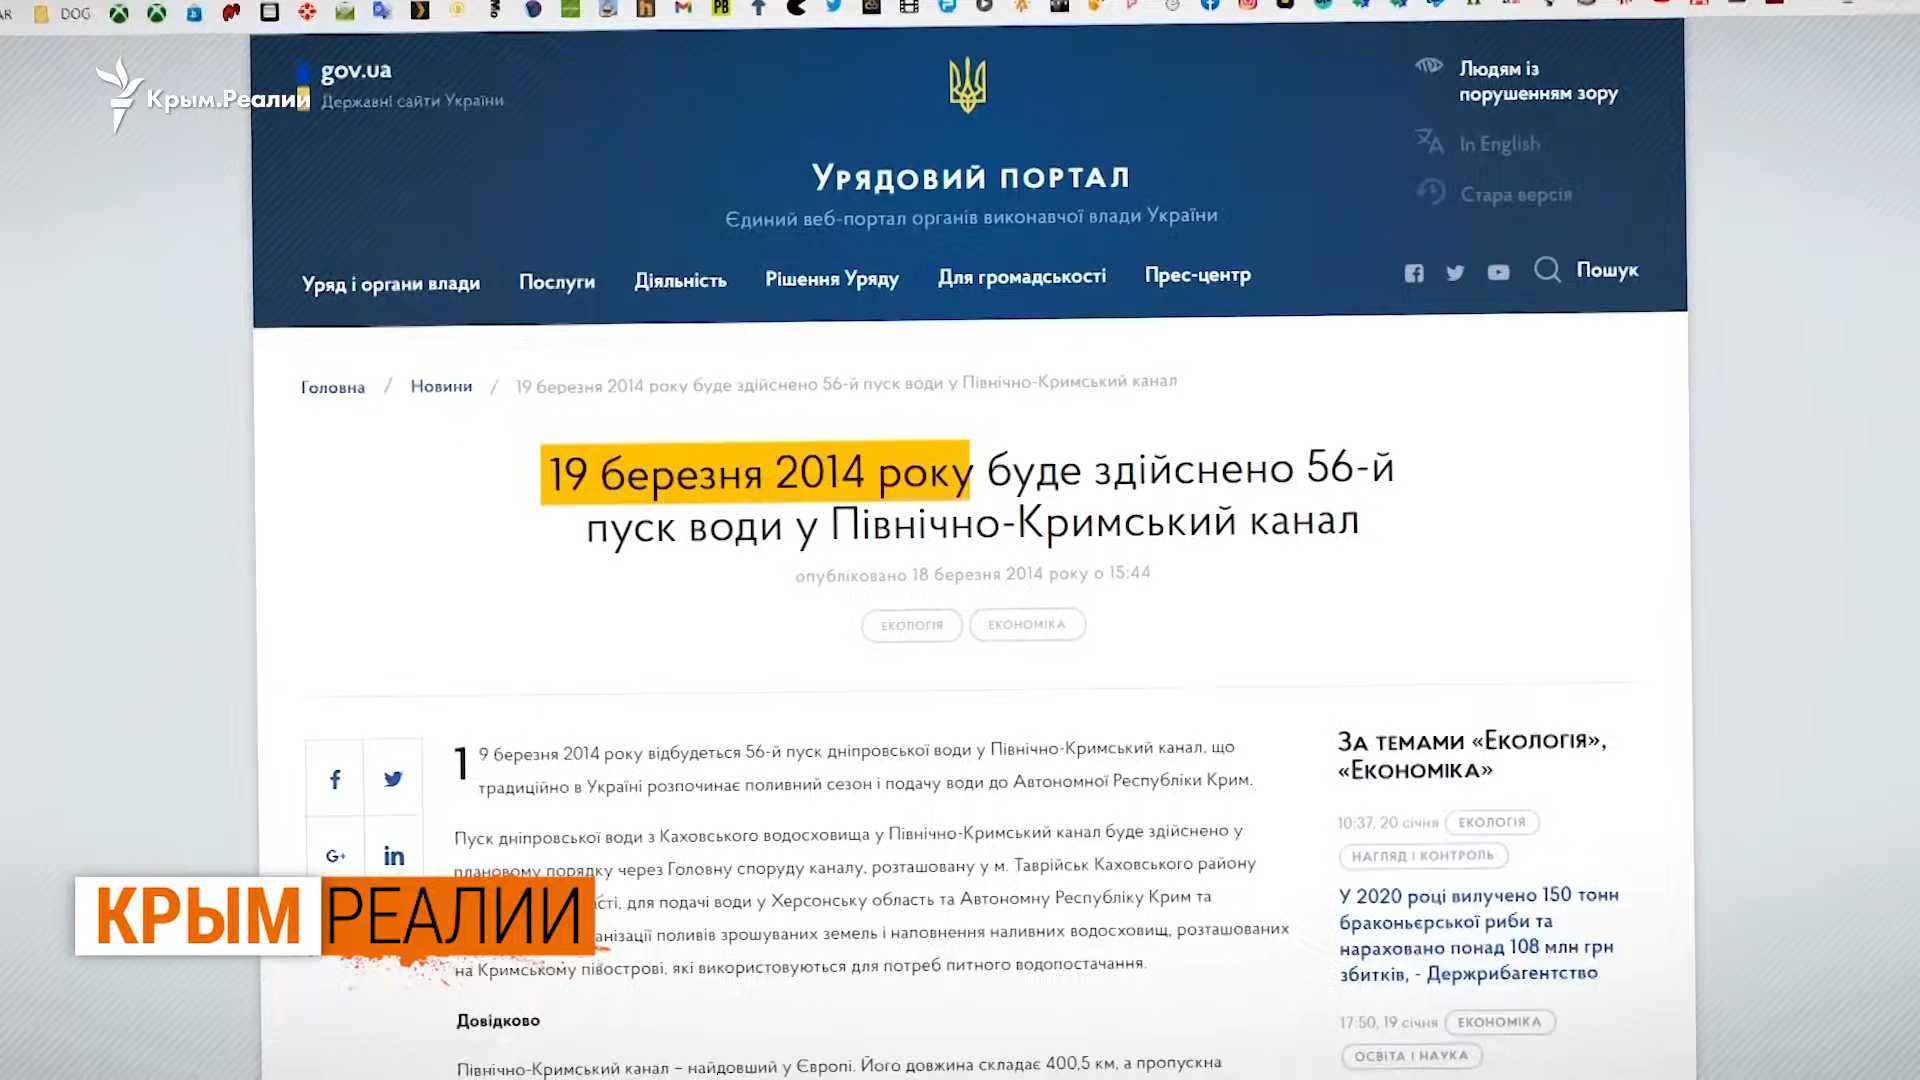 DOG
gov.ua
Державні сайти України
Крым.Реалии
Людям із
порушенням зору
In English
Стара версія
Урядовий портал
Єдиний веб-портал органів виконавчої влади України
Уряд і органи влади Послуги Діяльність Рішення Уряду Для громадськості Прес-центр Пошук
Головна / Новини / 19 березня 2014 року буде здійснено 56-й пуск води у Північно-Кримський канал
19 березня 2014 року буде здійснено 56-й
пуск води у Північно-Кримський канал
опубліковано 18 березня 2014 року о 15:44
ЕКОЛОГІЯ ЕКОНОМІКА
19 березня 2014 року відбудеться 56-й пуск дніпровської води у Північно-Кримський канал, що
традиційно в Україні розпочинає поливний сезон і подачу води до Автономної Республіки Крим.
Пуск дніпровської води з Каховського водосховища у Північно-Кримський канал буде здійснено у
плановому порядку через Головну споруду каналу, розташовану у м. Таврійськ Каховського району
сті, для подачі води у Херсонську область та Автономну Республіку Крим та
анізації поливів зрошуваних земель і наповнення наливних водосховищ, розташованих
на Кримському півострові, які використовуються для потреб питного водопостачання.
Довідково
Північно-Кримський канал – найдовший у Європі. Його довжина складає 400,5 км, а пропускна
За темами «Екологія»,
«Економіка»
10:37, 20 січня ЕКОЛОГІЯ
НАГЛЯД І КОНТРОЛЬ
У 2020 році вилучено 150 тонн
браконьєрської риби та
нараховано понад 108 млн грн
збитків, - Держрибагентство
17:50, 19 січня ЕКОНОМІКА
ОСВІТА І НАУКА
КРЫМ РЕАЛИИ